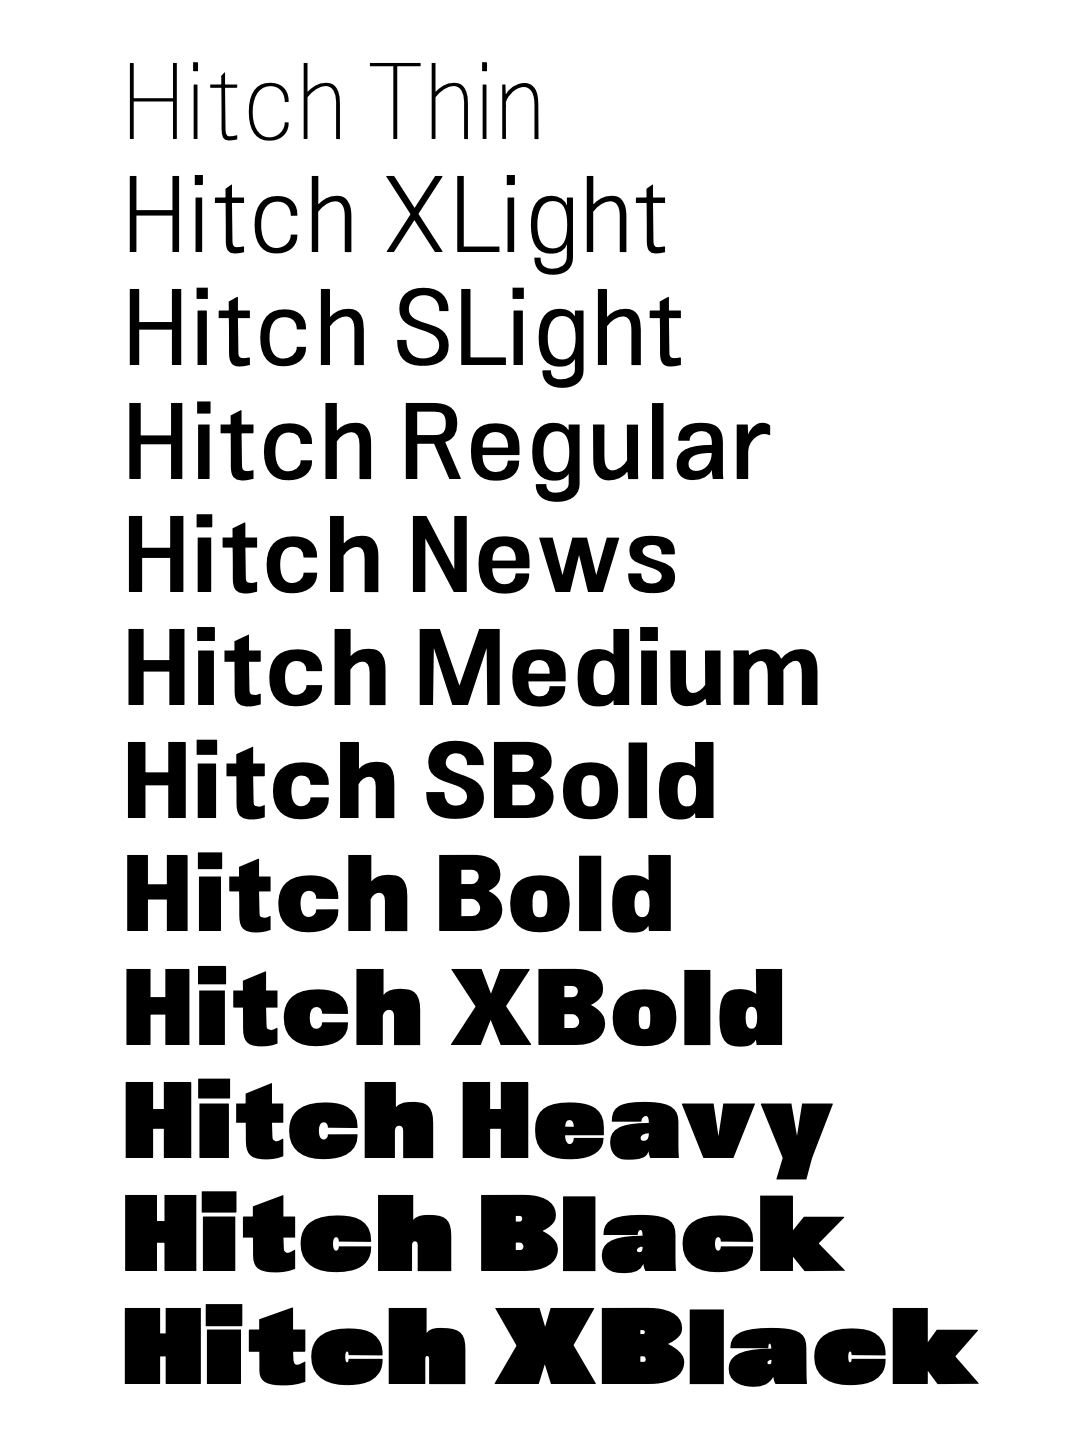 Hitch Thin
Hitch XLight
Hitch SLight
Hitch Regular
Hitch News
Hitch Medium
Hitch SBold
Hitch Bold
Hitch XBold
Hitch Heavy
Hitch Black
Hitch XBlack